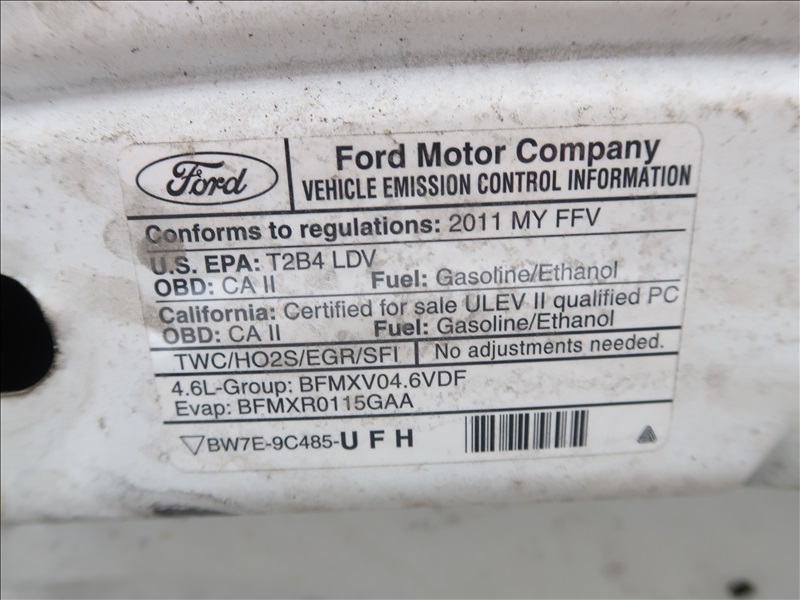 Ford
Ford Motor Company
VEHICLE EMISSION CONTROL INFORMATION
Conforms to regulations: 2011 MY FFV
U.S. EPA: T2B4 LDV
OBD: CA II Fuel: Gasoline/Ethanol
California: Certified for sale ULEV II qualified PC
OBD: CA II Fuel: Gasoline/Ethanol
TWC/HO2S/EGR/SFI No adjustments needed.
4.6L-Group: BFMXV04.6VDF
Evap: BFMXR0115GAA
BW7E-9C485-U F H